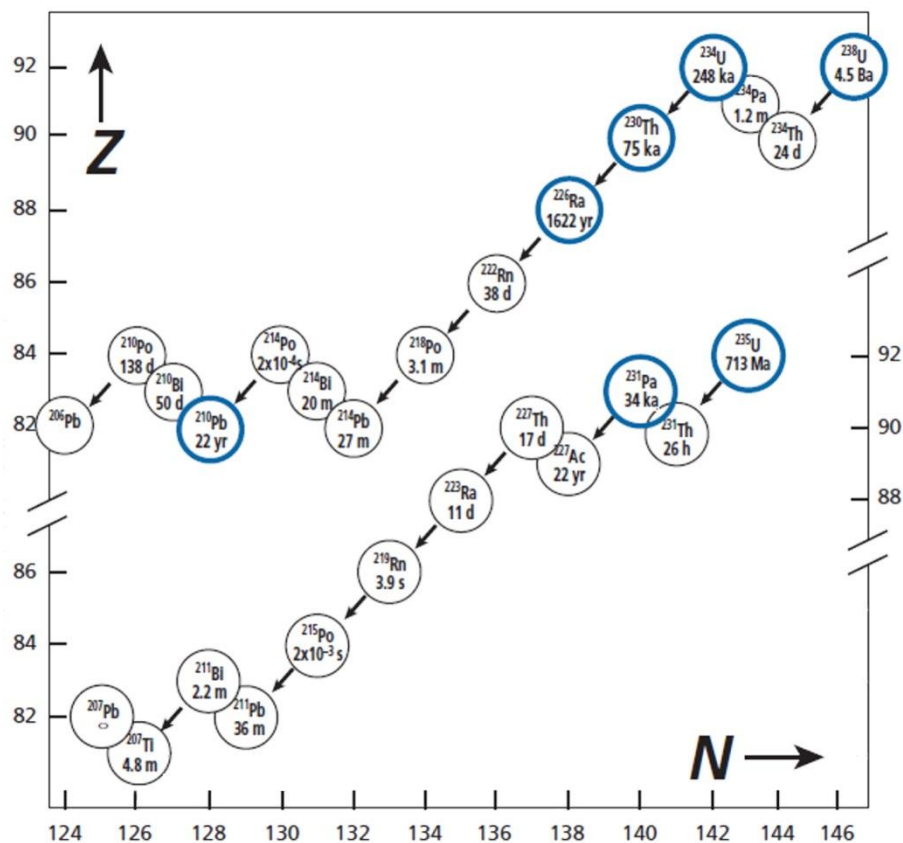 92
90
88
86
84
82
86
84
82
Z
²³⁸U
4.5 Ba
²³⁴Th
24 d
²³⁴Pa
1.2 m
²³⁴U
248 ka
²³⁰Th
75 ka
²²⁶Ra
1622 yr
²²²Rn
38 d
²¹⁸Po
3.1 m
²¹⁴Pb
27 m
²¹⁴Bi
20 m
²¹⁴Po
2x10⁻⁴s
²¹⁰Pb
22 yr
²¹⁰Bi
50 d
²¹⁰Po
138 d
²⁰⁶Pb
²³⁵U
713 Ma
²³¹Th
26 h
²³¹Pa
34 ka
²²⁷Ac
22 yr
²²⁷Th
17 d
²²³Ra
11 d
²¹⁹Rn
3.9 s
²¹⁵Po
2x10⁻³ s
²¹¹Pb
36 m
²¹¹Bi
2.2 m
²⁰⁷Tl
4.8 m
²⁰⁷Pb
92
90
88
N
124 126 128 130 132 134 136 138 140 142 144 146